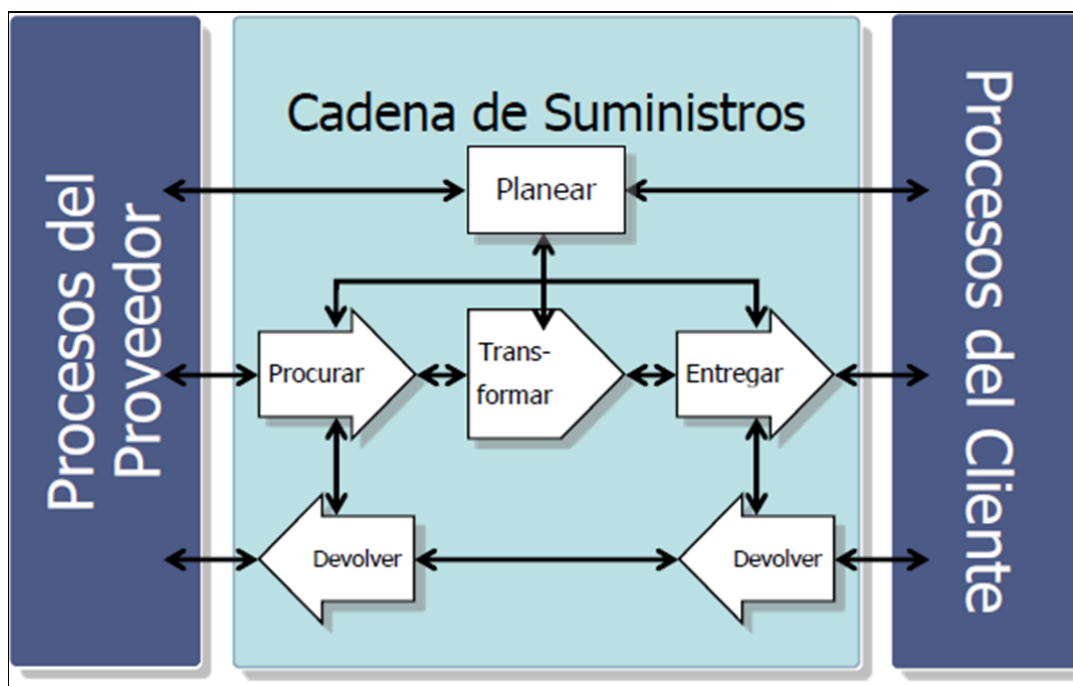 Procesos del
Proveedor
Cadena de Suministros
Planear
Procurar
Trans-
formar
Entregar
Devolver
Devolver
Procesos del Cliente